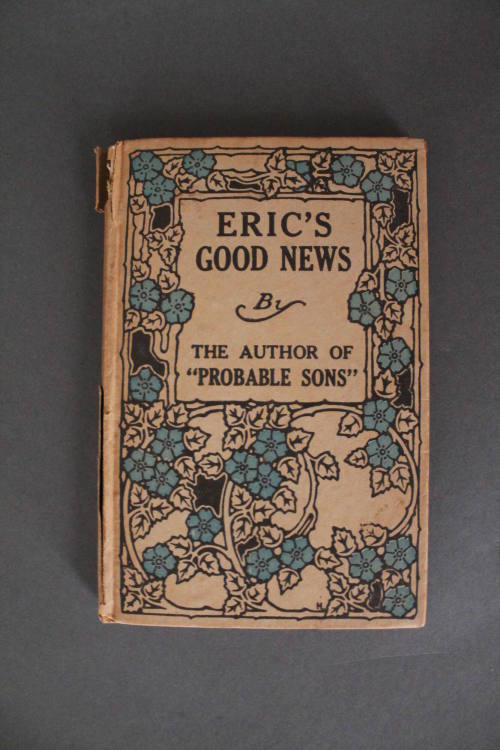 ERIC'S
GOOD NEWS
By
THE AUTHOR OF
"PROBABLE SONS"